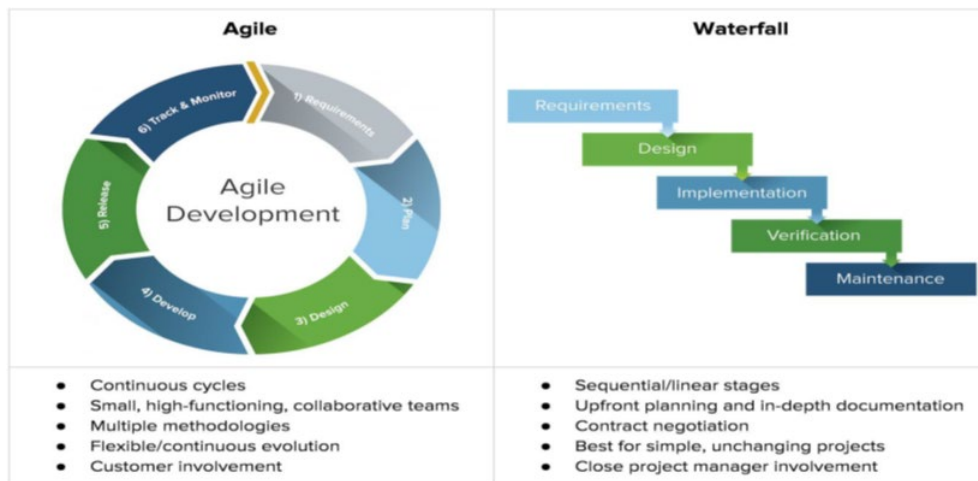 Agile
1) Requirements
2) Plan
3) Design
4) Develop
5) Release
6) Track & Monitor
Agile
Development
• Continuous cycles
• Small, high-functioning, collaborative teams
• Multiple methodologies
• Flexible/continuous evolution
• Customer involvement
Waterfall
Requirements
Design
Implementation
Verification
Maintenance
• Sequential/linear stages
• Upfront planning and in-depth documentation
• Contract negotiation
• Best for simple, unchanging projects
• Close project manager involvement